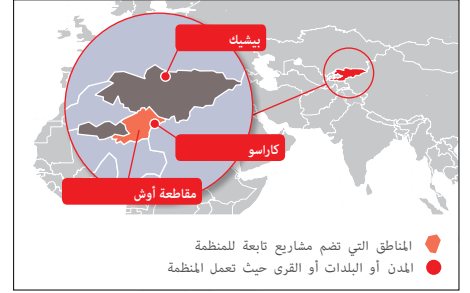 بيشيك
كاراسو
مقاطعة أوش
المناطق التي تضم مشاريع تابعة للمنظمة
المدن أو البلدات أو القرى حيث تعمل المنظمة